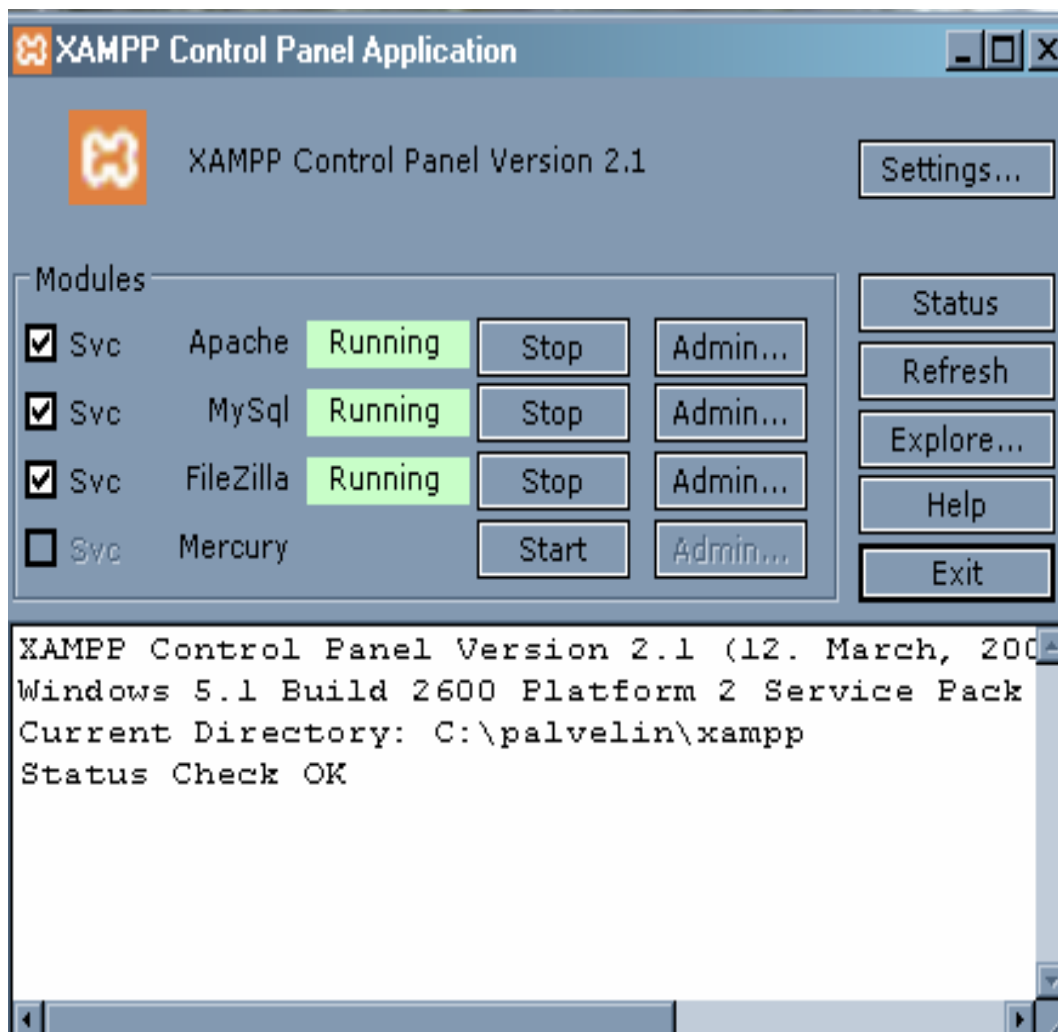 XAMPP Control Panel Application
XAMPP Control Panel Version 2.1
Settings...
Modules
Svc Apache Running Stop Admin...
Svc MySql Running Stop Admin...
Svc FileZilla Running Stop Admin...
Svc Mercury Start Admin...
Status
Refresh
Explore...
Help
Exit
XAMPP Control Panel Version 2.1 (12. March, 200
Windows 5.1 Build 2600 Platform 2 Service Pack
Current Directory: C:\palvelin\xampp
Status Check OK